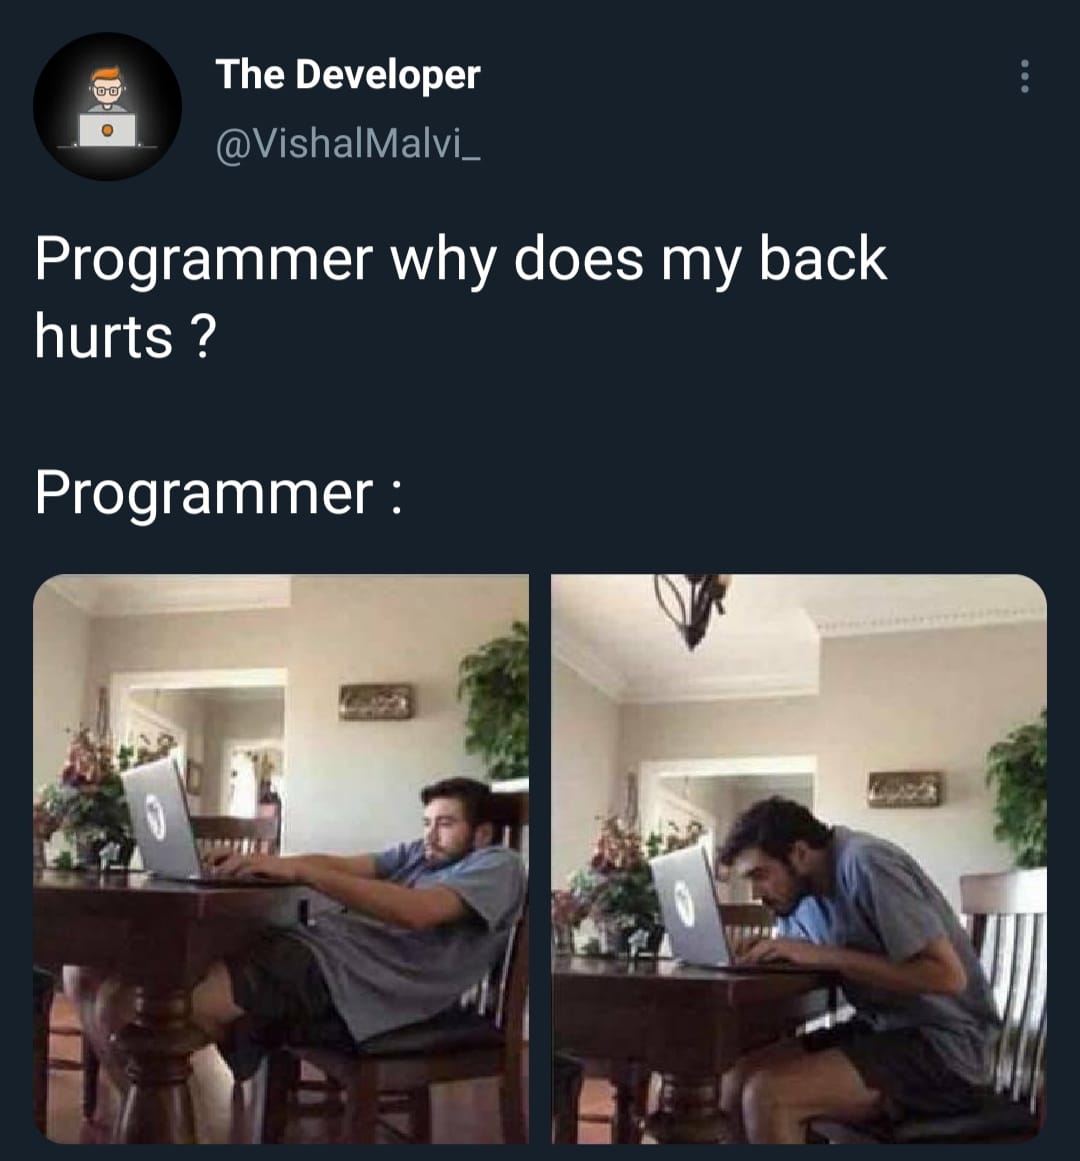 The Developer
@VishalMalvi_
Programmer why does my back
hurts ?
Programmer :